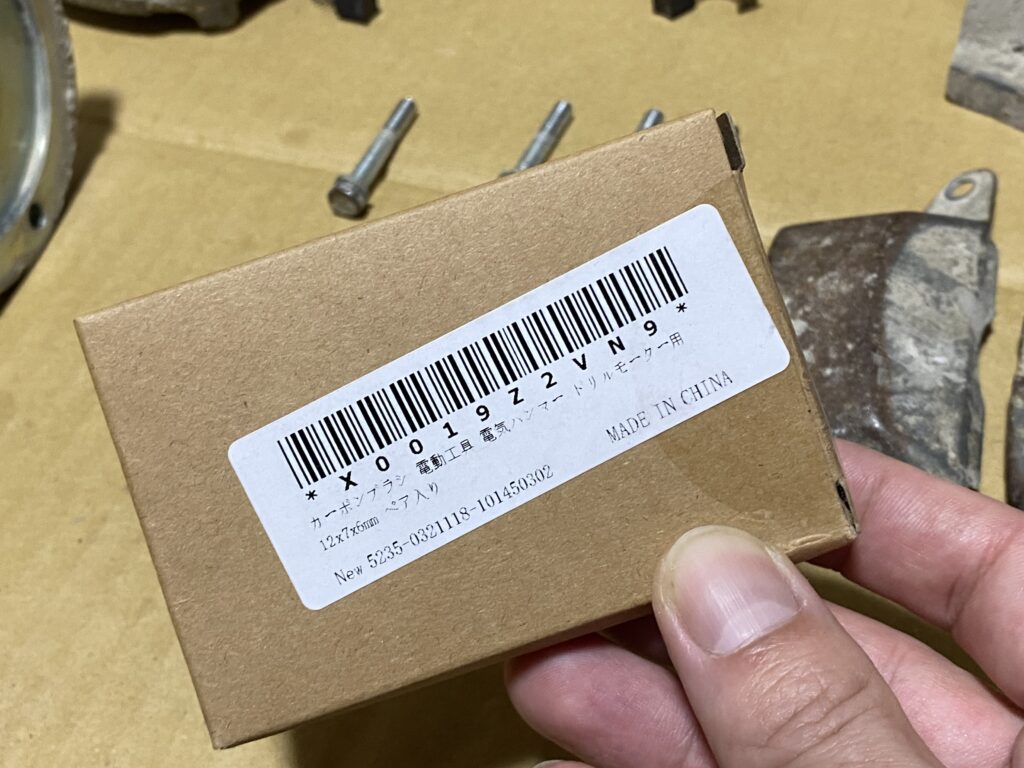 *X0019Z2VN9*
カーボンブラシ 電動工具 電気ハンマー ドリルモーター用
12x7x6mm ペア入り
MADE IN CHINA
New 5235-0321118-101450302